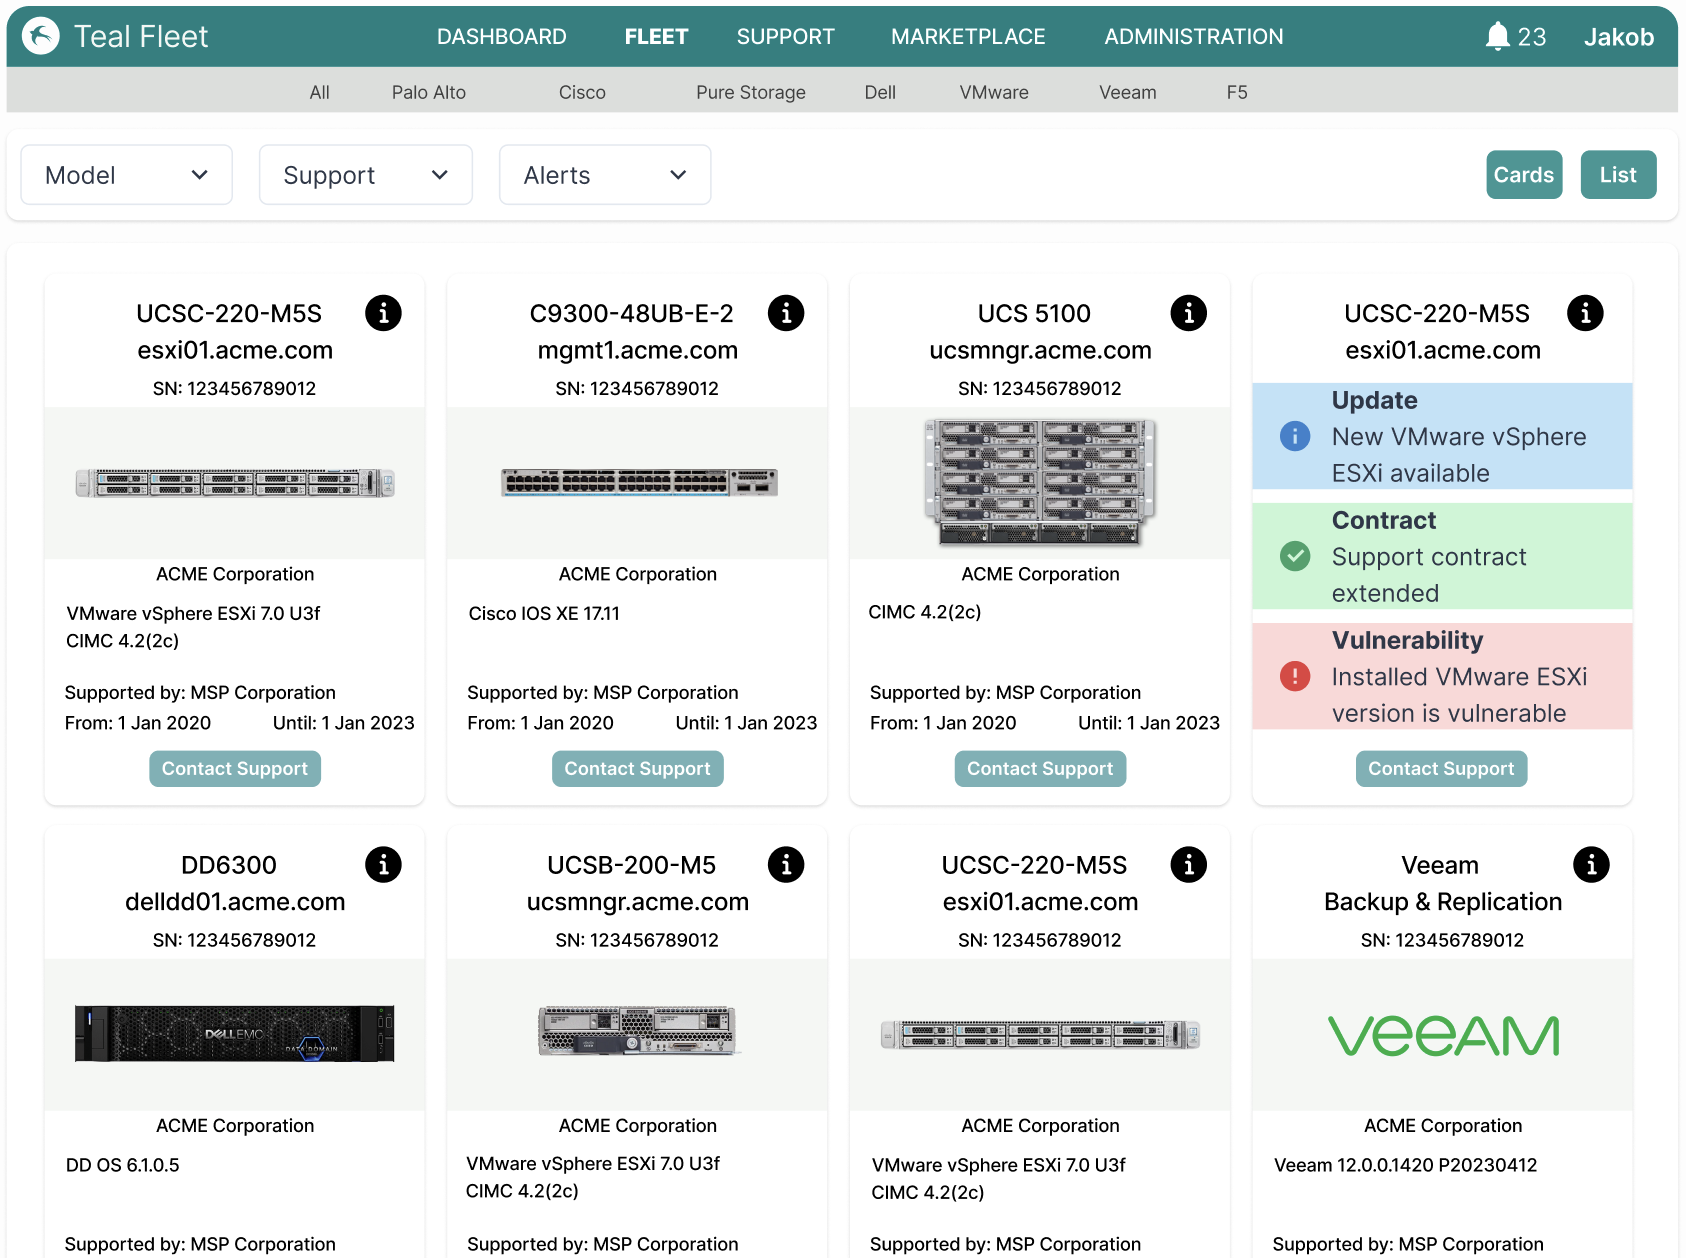 Teal Fleet
DASHBOARD
FLEET
SUPPORT
MARKETPLACE
ADMINISTRATION
23
Jakob
All
Palo Alto
Cisco
Pure Storage
Dell
VMware
Veeam
F5
Model
Support
Alerts
Cards
List
UCSC-220-M5S
esxi01.acme.com
SN: 123456789012
ACME Corporation
VMware vSphere ESXi 7.0 U3f
CIMC 4.2(2c)
Supported by: MSP Corporation
From: 1 Jan 2020
Until: 1 Jan 2023
Contact Support
C9300-48UB-E-2
mgmt1.acme.com
SN: 123456789012
ACME Corporation
Cisco IOS XE 17.11
Supported by: MSP Corporation
From: 1 Jan 2020
Until: 1 Jan 2023
Contact Support
UCS 5100
ucsmngr.acme.com
SN: 123456789012
ACME Corporation
CIMC 4.2(2c)
Supported by: MSP Corporation
From: 1 Jan 2020
Until: 1 Jan 2023
Contact Support
UCSC-220-M5S
esxi01.acme.com
Update
New VMware vSphere
ESXi available
Contract
Support contract
extended
Vulnerability
Installed VMware ESXi
version is vulnerable
Contact Support
DD6300
delldd01.acme.com
SN: 123456789012
DELLEMC
DATA DOMAIN
ACME Corporation
DD OS 6.1.0.5
Supported by: MSP Corporation
UCSB-200-M5
ucsmngr.acme.com
SN: 123456789012
ACME Corporation
VMware vSphere ESXi 7.0 U3f
CIMC 4.2(2c)
Supported by: MSP Corporation
UCSC-220-M5S
esxi01.acme.com
SN: 123456789012
ACME Corporation
VMware vSphere ESXi 7.0 U3f
CIMC 4.2(2c)
Supported by: MSP Corporation
Veeam
Backup & Replication
SN: 123456789012
veeAM
ACME Corporation
Veeam 12.0.0.1420 P20230412
Supported by: MSP Corporation